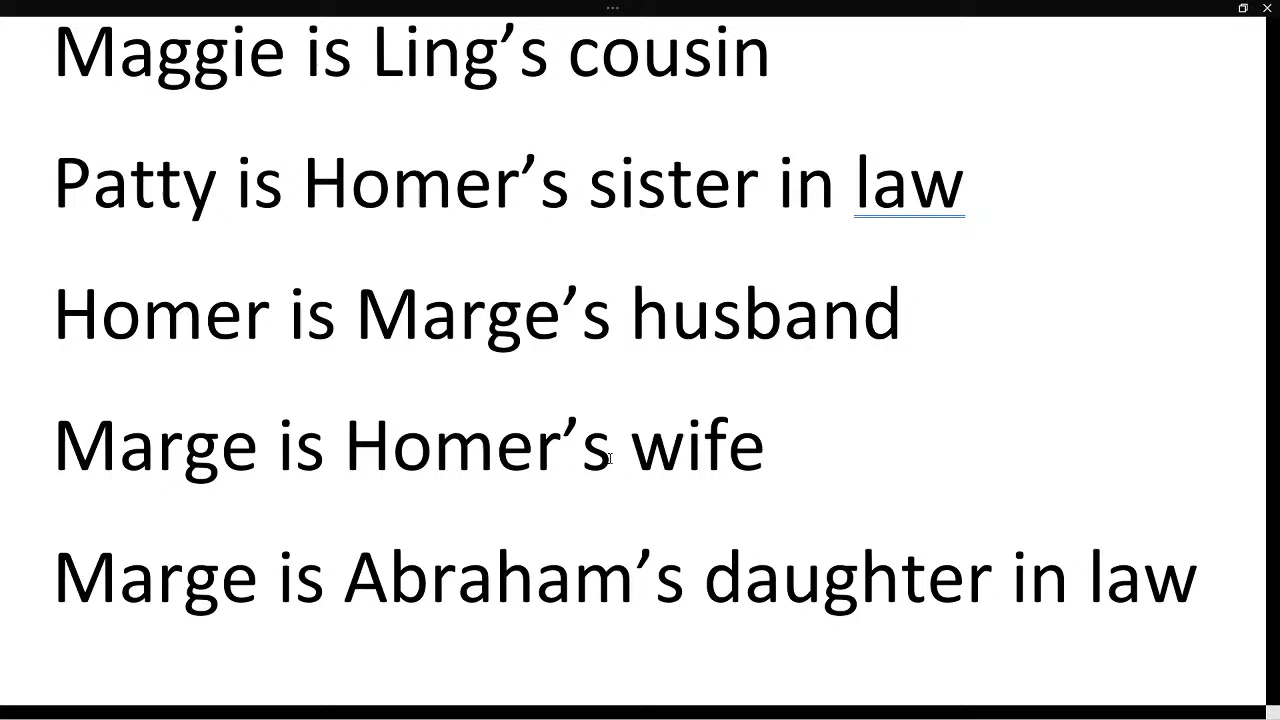 Maggie is Ling’s cousin
Patty is Homer’s sister in law
Homer is Marge’s husband
Marge is Homer’s wife
Marge is Abraham’s daughter in law